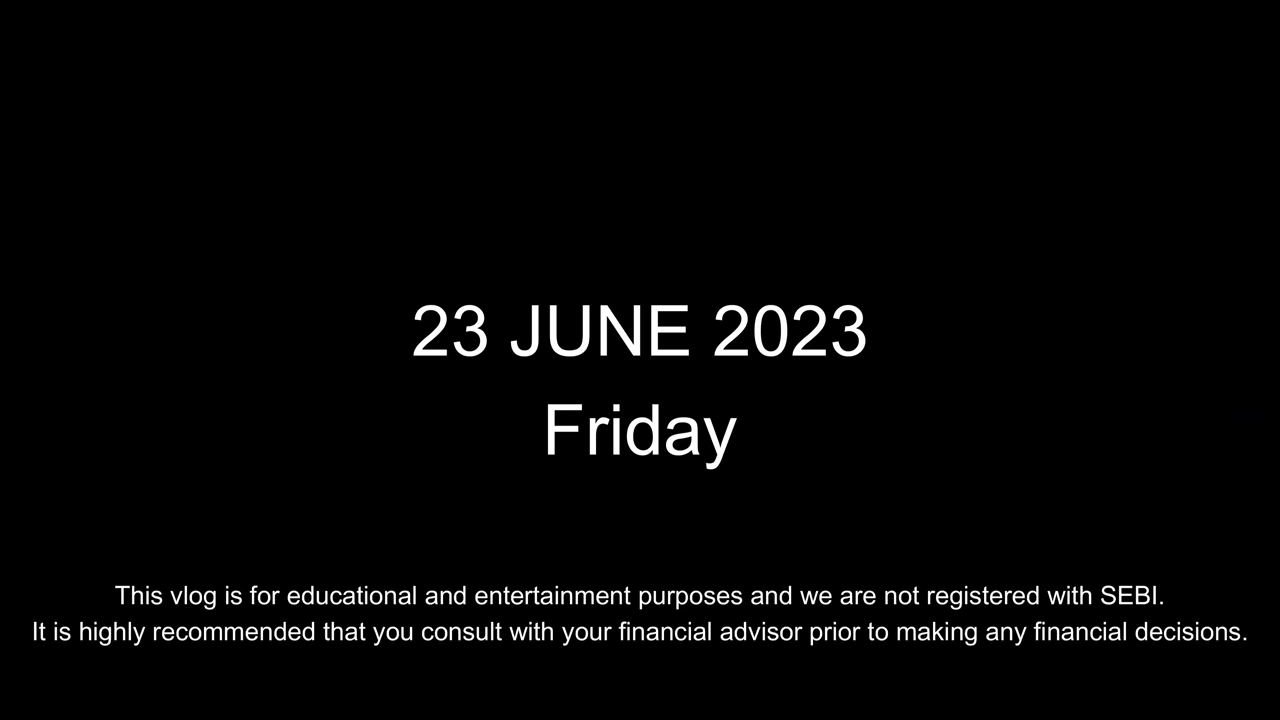 23 JUNE 2023
Friday
This vlog is for educational and entertainment purposes and we are not registered with SEBI.
It is highly recommended that you consult with your financial advisor prior to making any financial decisions.